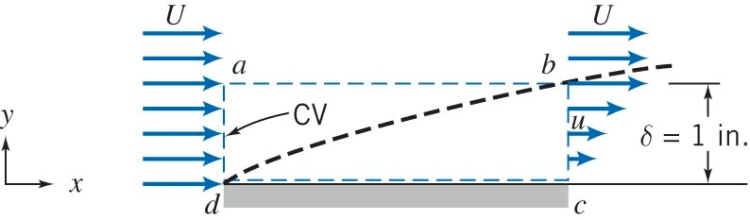 U U
a b
CV
y u δ = 1 in.
x
d c